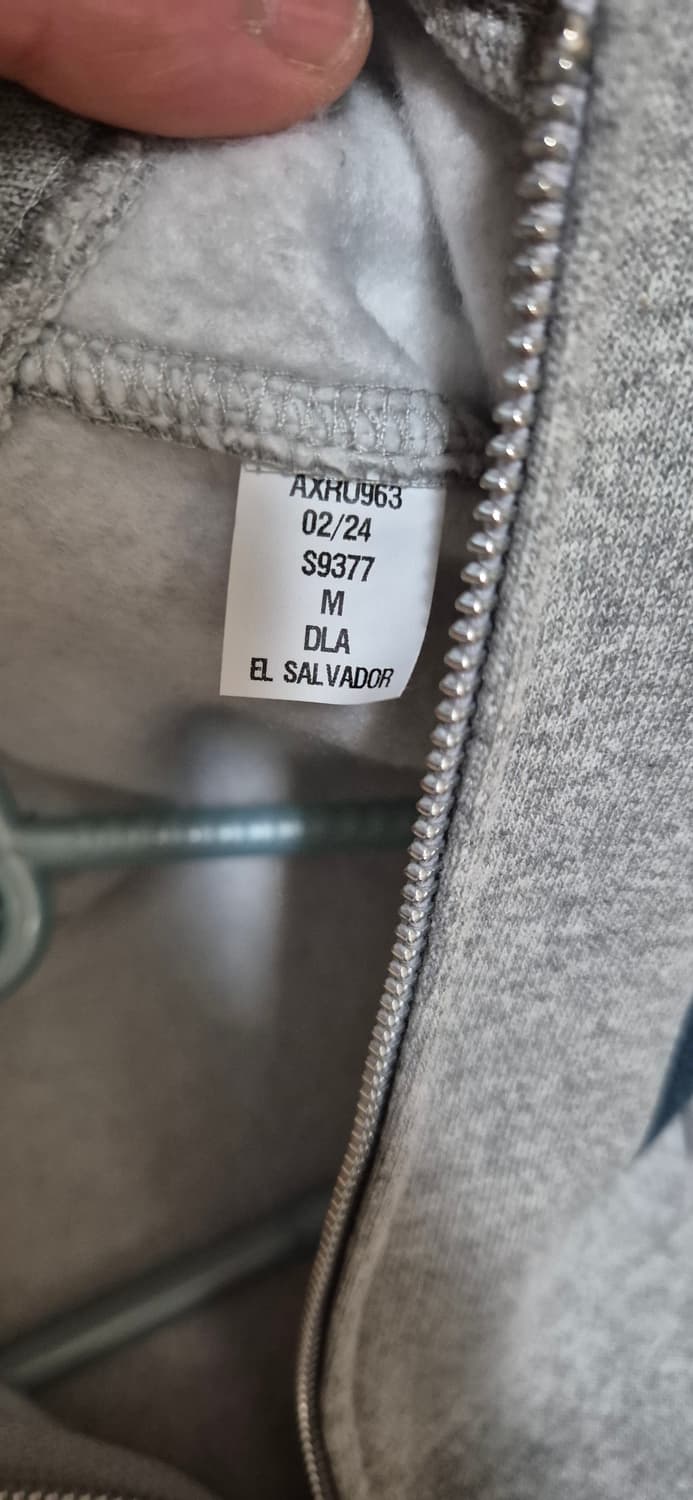 AXRU963
02/24
S9377
M
DLA
EL SALVADOR